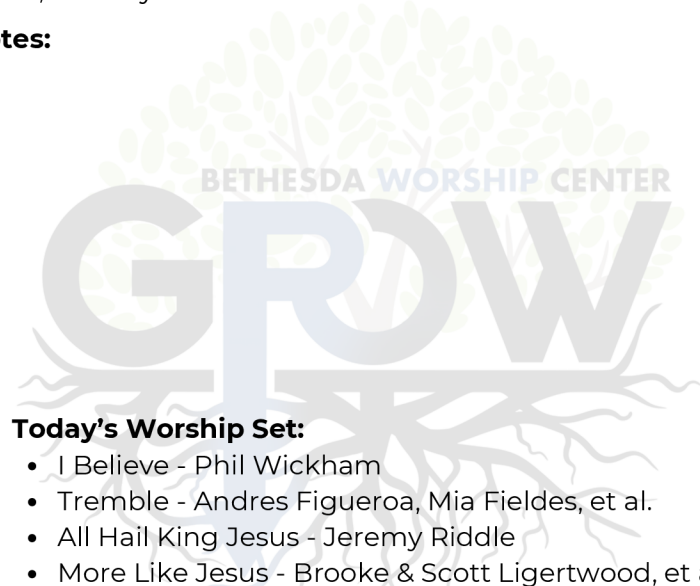 tes:
BETHESDA WORSHIP CENTER
GROW
Today’s Worship Set:
• I Believe - Phil Wickham
• Tremble - Andres Figueroa, Mia Fieldes, et al.
• All Hail King Jesus - Jeremy Riddle
• More Like Jesus - Brooke & Scott Ligertwood, et